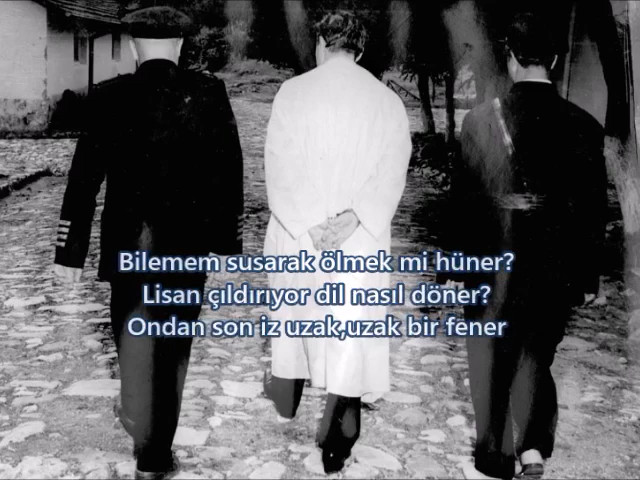 Bilemem susarak ölmek mi hüner?
Lisan çıldırıyor dil nasıl döner?
Ondan son iz uzak,uzak bir fener